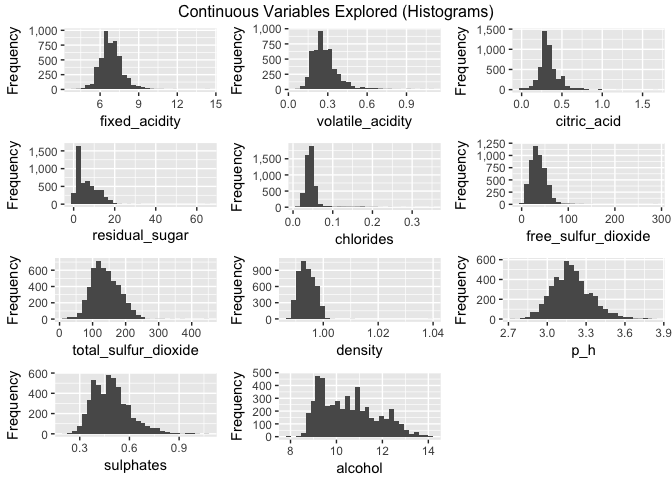 Continuous Variables Explored (Histograms)
Frequency
1,000
750
500
250
0
6 9 12 15
fixed_acidity
Frequency
1,000
750
500
250
0
0.0 0.3 0.6 0.9
volatile_acidity
Frequency
1,500
1,000
500
0
0.0 0.5 1.0 1.5
citric_acid
Frequency
1,500
1,000
500
0
0 20 40 60
residual_sugar
Frequency
1,500
1,000
500
0
0.0 0.1 0.2 0.3
chlorides
Frequency
1,250
1,000
750
500
250
0
0 100 200 300
free_sulfur_dioxide
Frequency
600
400
200
0
0 100 200 300 400
total_sulfur_dioxide
Frequency
900
600
300
0
1.00 1.02 1.04
density
Frequency
600
400
200
0
2.7 3.0 3.3 3.6 3.9
p_h
Frequency
600
400
200
0
0.3 0.6 0.9
sulphates
Frequency
500
400
300
200
100
0
8 10 12 14
alcohol